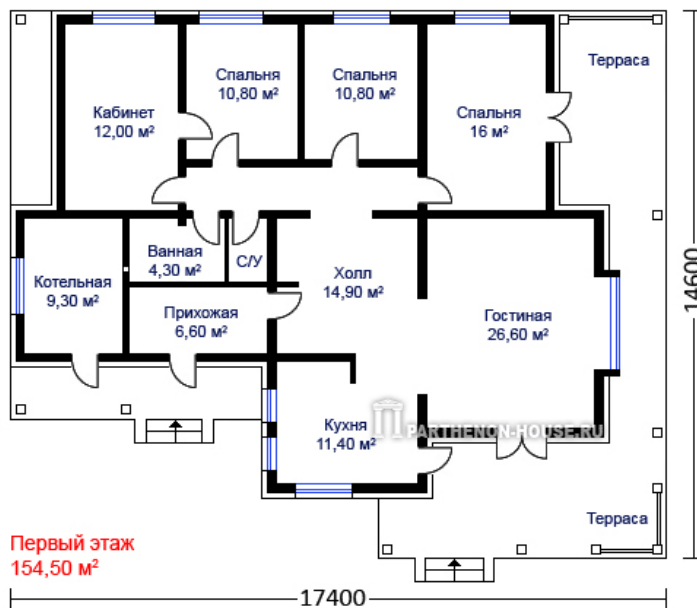 Терраса
Спальня
10,80 м²
Спальня
10,80 м²
Кабинет
12,00 м²
Спальня
16 м²
Ванная
4,30 м²
С/У
Котельная
9,30 м²
Холл
14,90 м²
Прихожая
6,60 м²
Гостиная
26,60 м²
14600
Кухня
11,40 м²
PARTHENON-HOUSE.RU
Терраса
Первый этаж
154,50 м²
17400